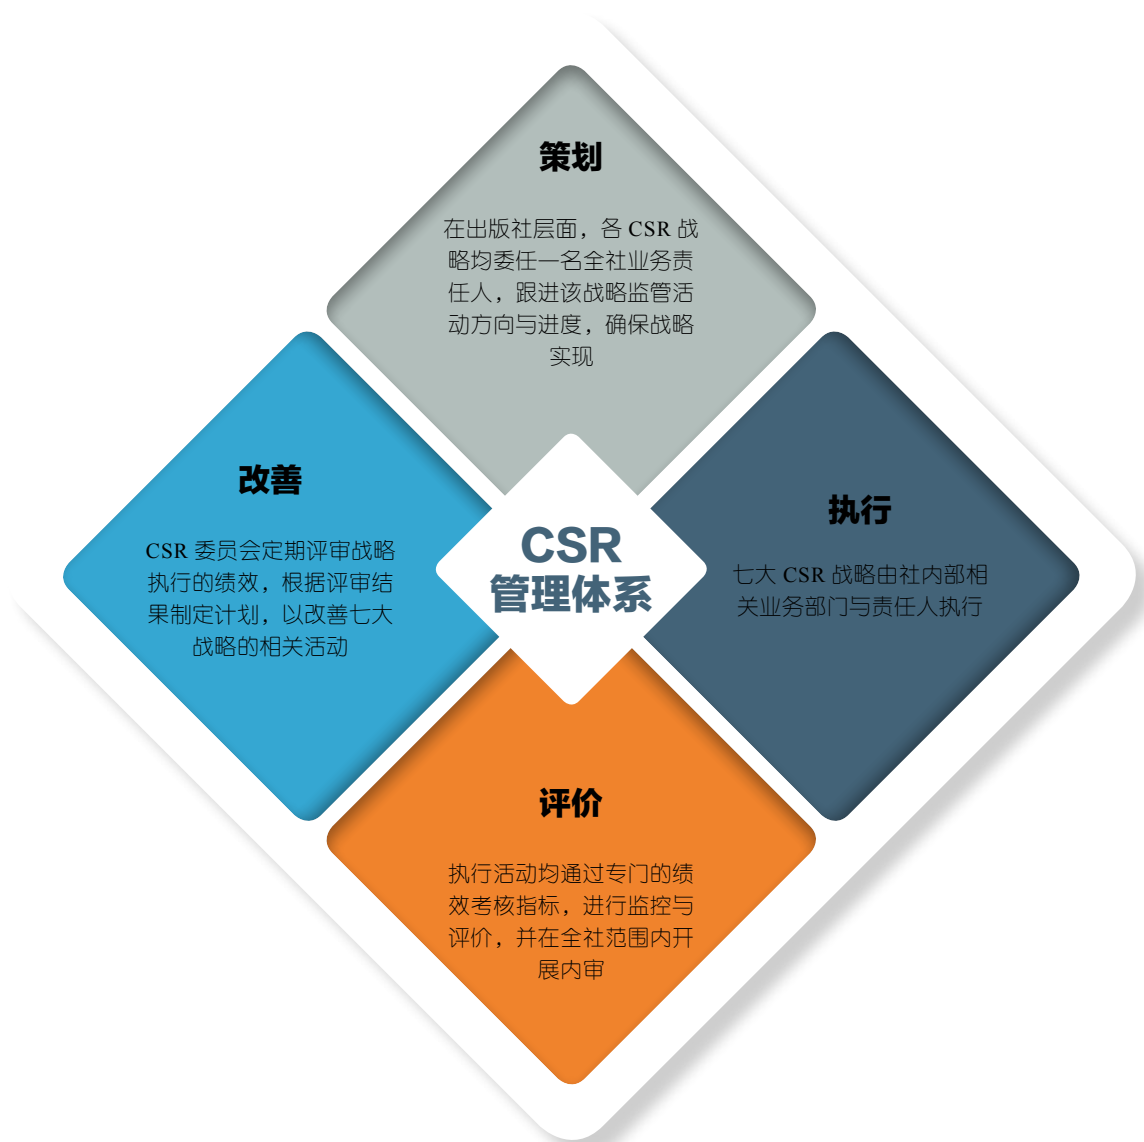 策划
在出版社层面，各 CSR 战
略均委任一名全社业务责
任人，跟进该战略监管活
动方向与进度，确保战略
实现
改善
CSR 委员会定期评审战略
执行的绩效，根据评审结
果制定计划，以改善七大
战略的相关活动
CSR
管理体系
执行
七大 CSR 战略由社内部相
关业务部门与责任人执行
评价
执行活动均通过专门的绩
效考核指标，进行监控与
评价，并在全社范围内开
展内审